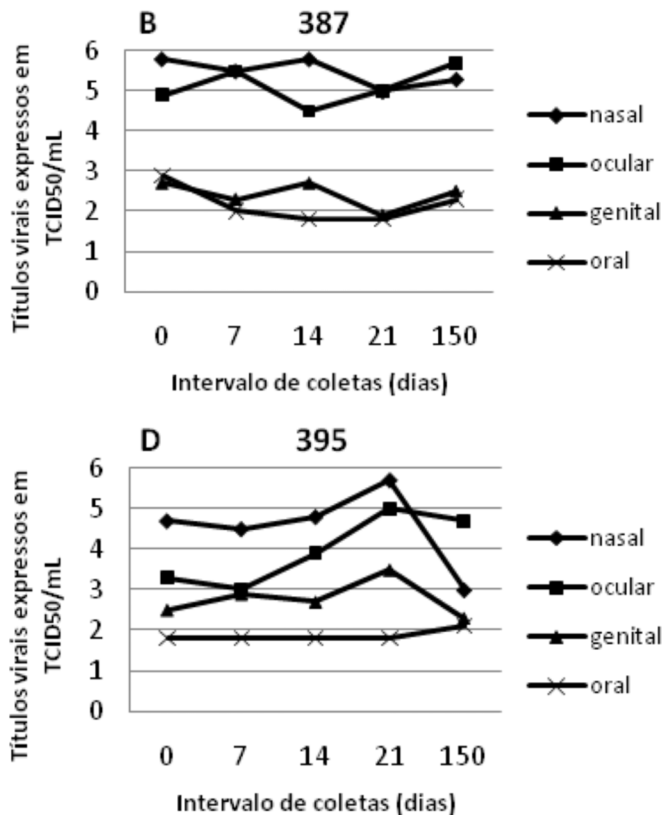 B 387
Títulos virais expressos em
TCID50/mL
6
5
4
3
2
1
0
0 7 14 21 150
Intervalo de coletas (dias)
nasal
ocular
genital
oral
D 395
Títulos virais expressos em
TCID50/mL
6
5
4
3
2
1
0
0 7 14 21 150
Intervalo de coletas (dias)
nasal
ocular
genital
oral